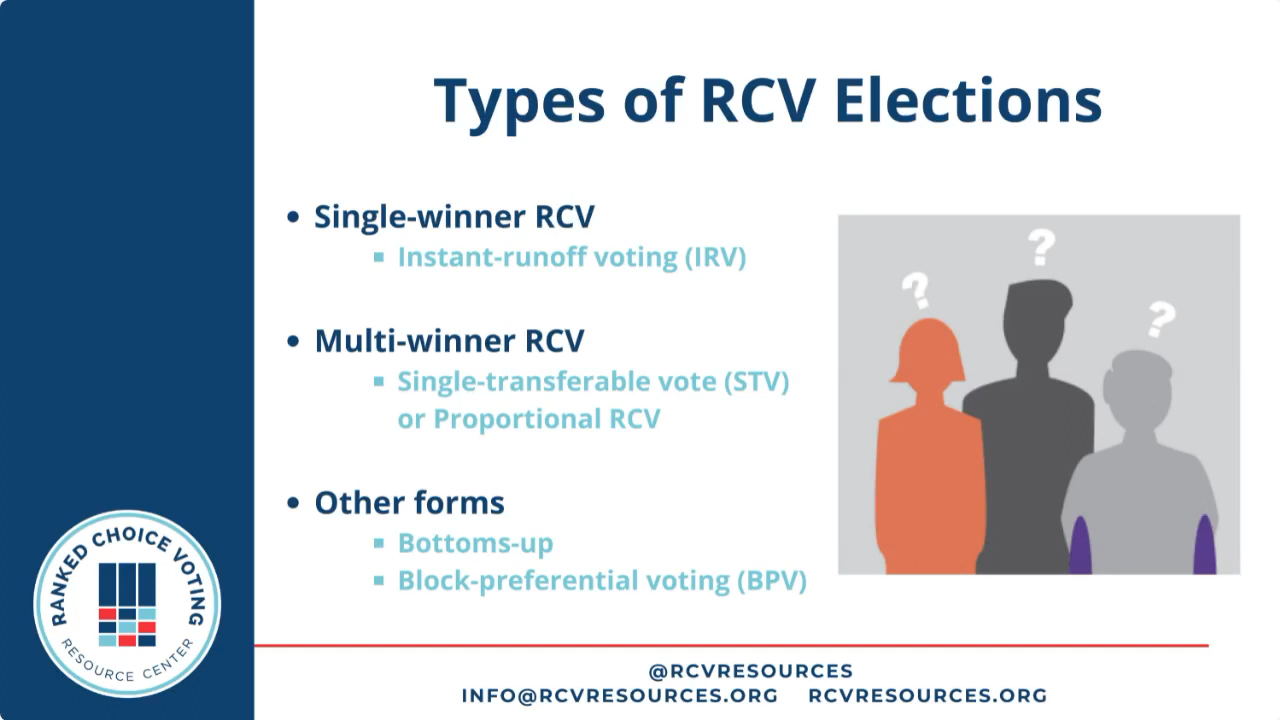 Types of RCV Elections
• Single-winner RCV
▪ Instant-runoff voting (IRV)
• Multi-winner RCV
▪ Single-transferable vote (STV)
or Proportional RCV
• Other forms
▪ Bottoms-up
▪ Block-preferential voting (BPV)
? ? ?
RANKED CHOICE VOTING
RESOURCE CENTER
@RCVRESOURCES
INFO@RCVRESOURCES.ORG RCVRESOURCES.ORG